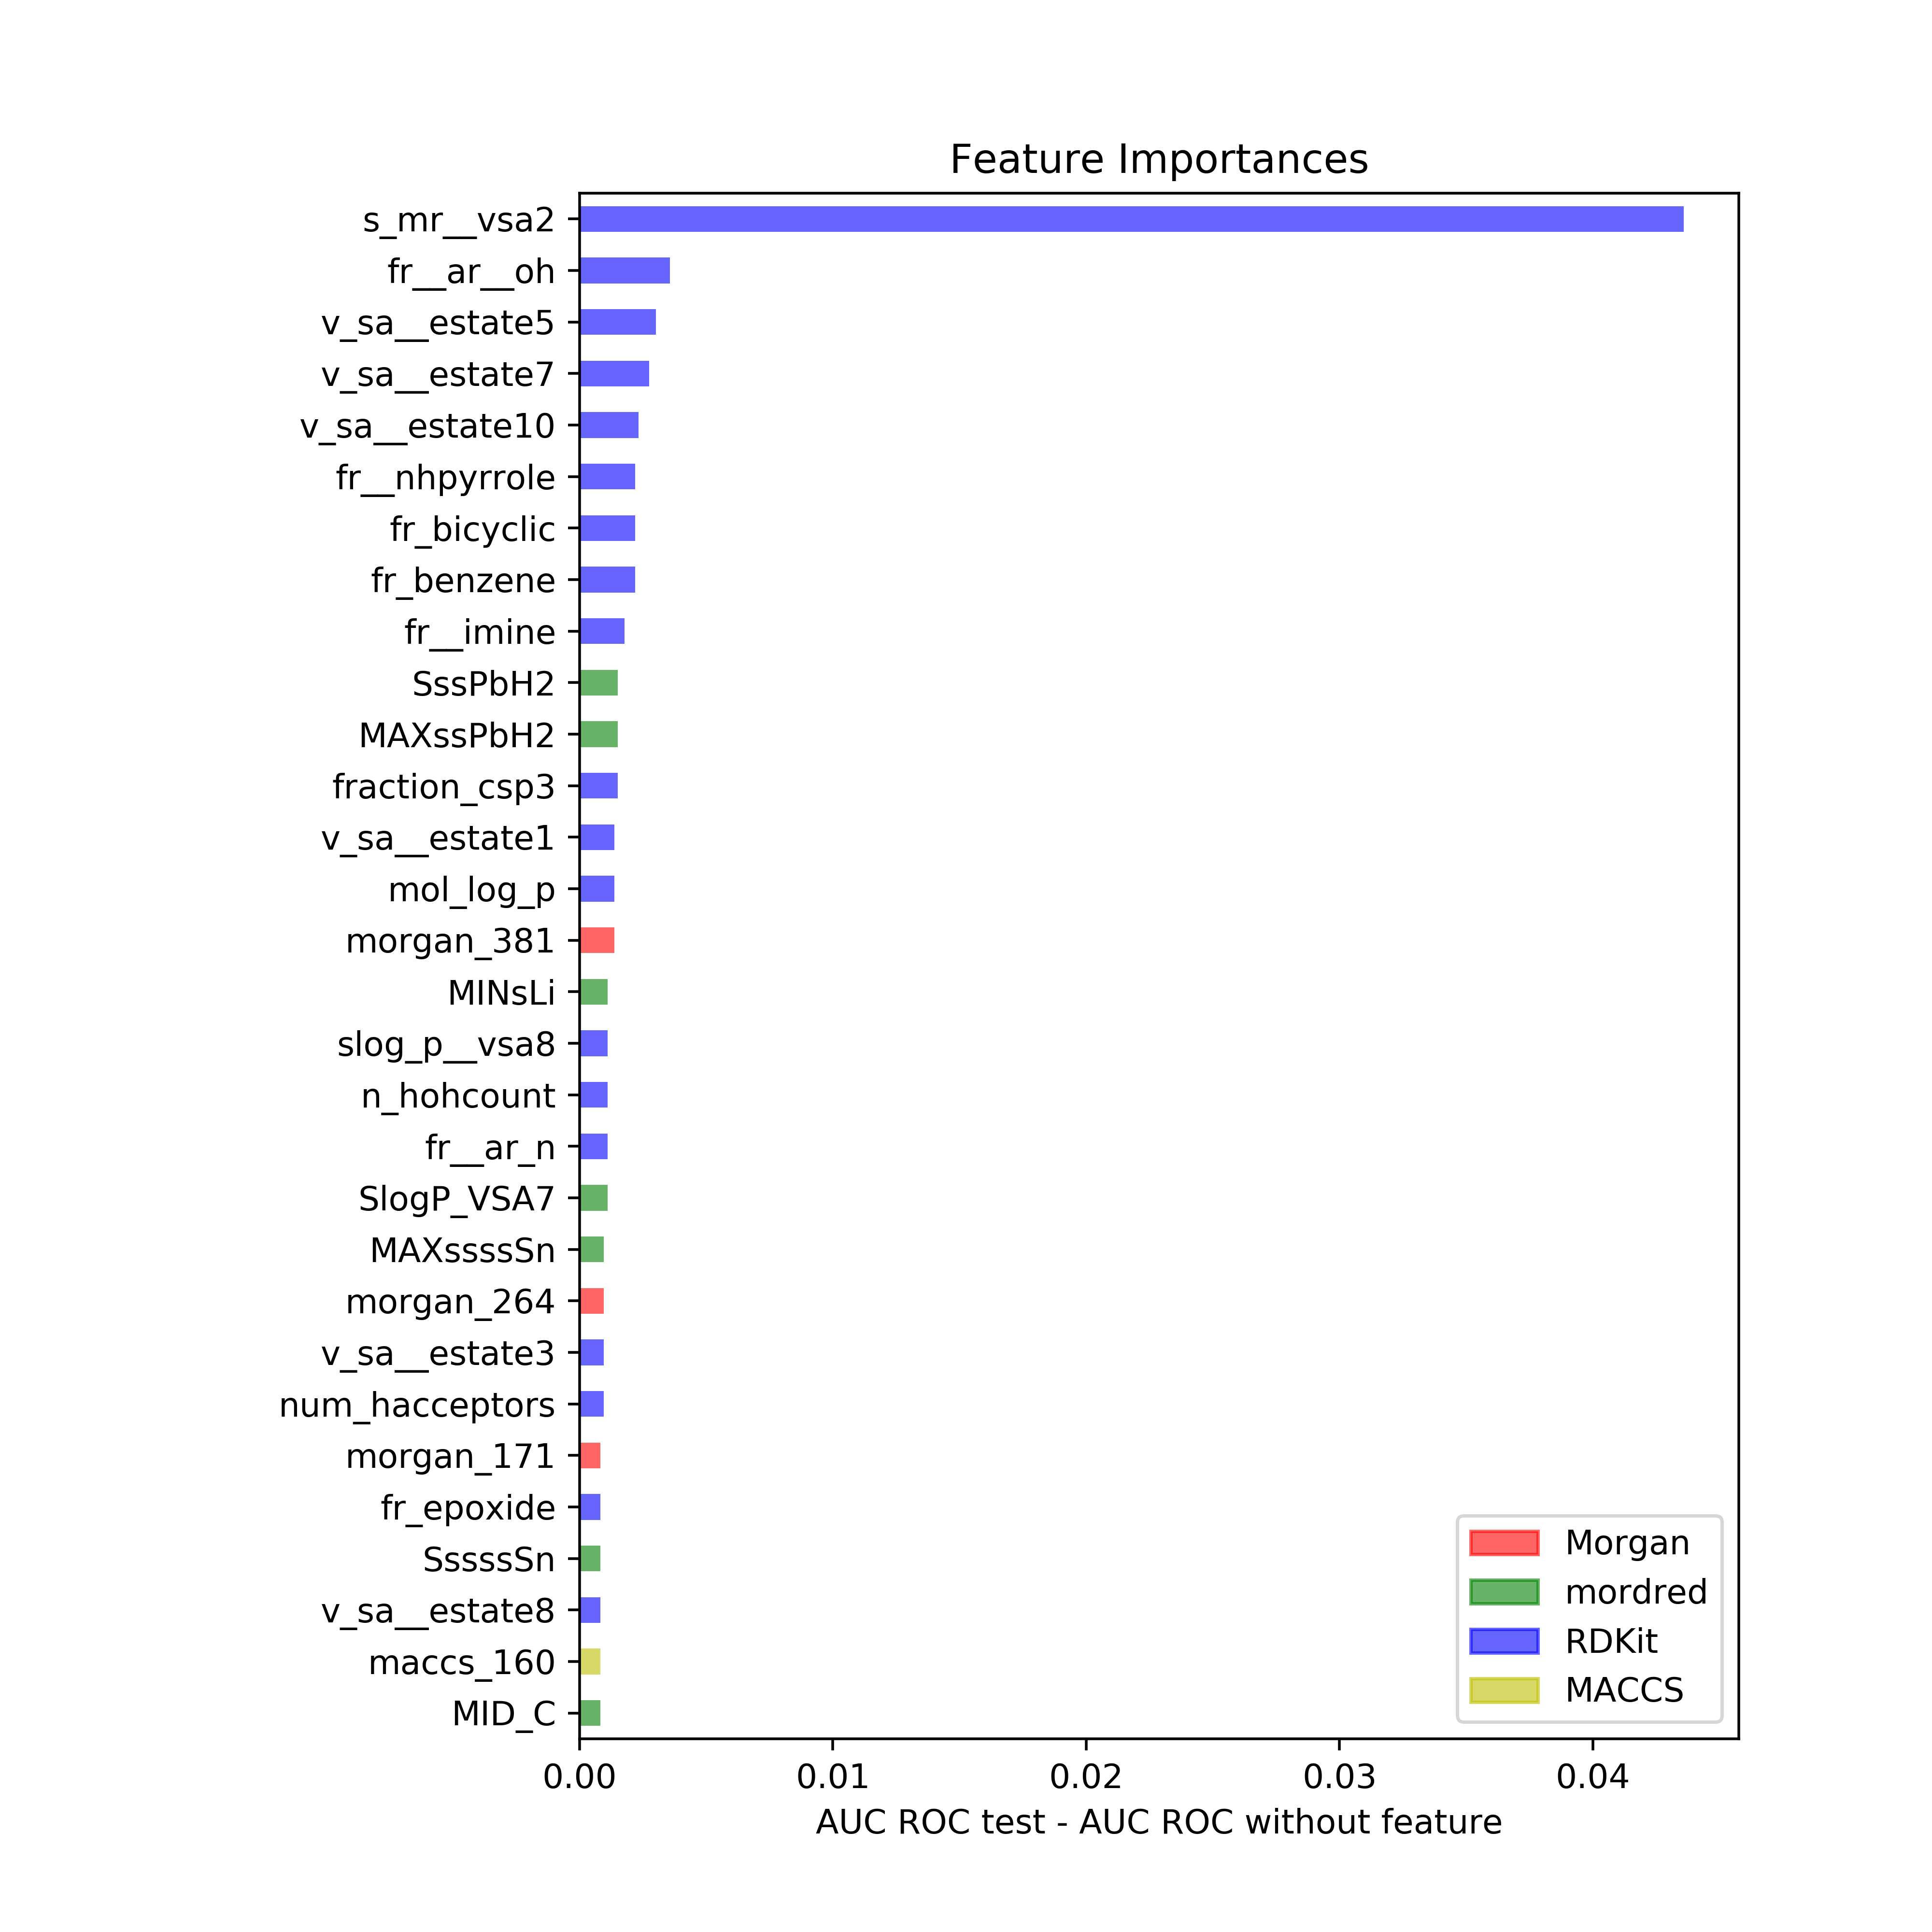 Feature Importances
s_mr__vsa2
fr__ar__oh
v_sa__estate5
v_sa__estate7
v_sa__estate10
fr__nhpyrrole
fr_bicyclic
fr_benzene
fr__imine
SssPbH2
MAXssPbH2
fraction_csp3
v_sa__estate1
mol_log_p
morgan_381
MINsLi
slog_p__vsa8
n_hohcount
fr__ar_n
SlogP_VSA7
MAXssssSn
morgan_264
v_sa__estate3
num_hacceptors
morgan_171
fr_epoxide
SssssSn
v_sa__estate8
maccs_160
MID_C
Morgan
mordred
RDKit
MACCS
0.00 0.01 0.02 0.03 0.04
AUC ROC test - AUC ROC without feature